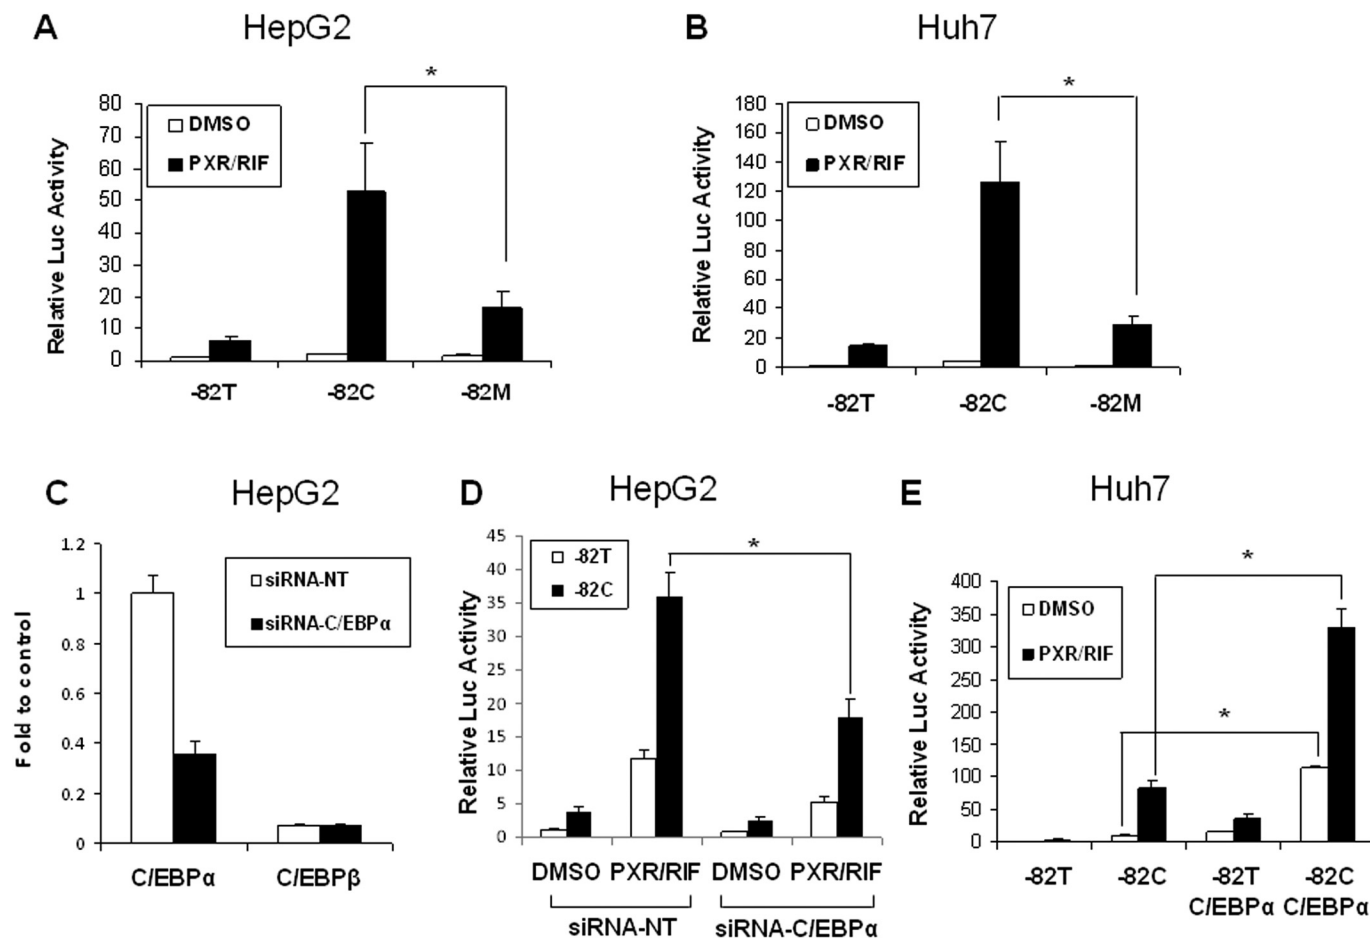 A HepG2
*
Relative Luc Activity
80
70
60
50
40
30
20
10
0
DMSO
PXR/RIF
-82T -82C -82M
B Huh7
*
Relative Luc Activity
180
160
140
120
100
80
60
40
20
0
DMSO
PXR/RIF
-82T -82C -82M
C HepG2
Fold to control
1.2
1
0.8
0.6
0.4
0.2
0
siRNA-NT
siRNA-C/EBPα
C/EBPα C/EBPβ
D HepG2
*
Relative Luc Activity
45
40
35
30
25
20
15
10
5
0
-82T
-82C
DMSO PXR/RIF DMSO PXR/RIF
siRNA-NT siRNA-C/EBPα
E Huh7
*
*
Relative Luc Activity
400
350
300
250
200
150
100
50
0
DMSO
PXR/RIF
-82T -82C -82T -82C
C/EBPα C/EBPα